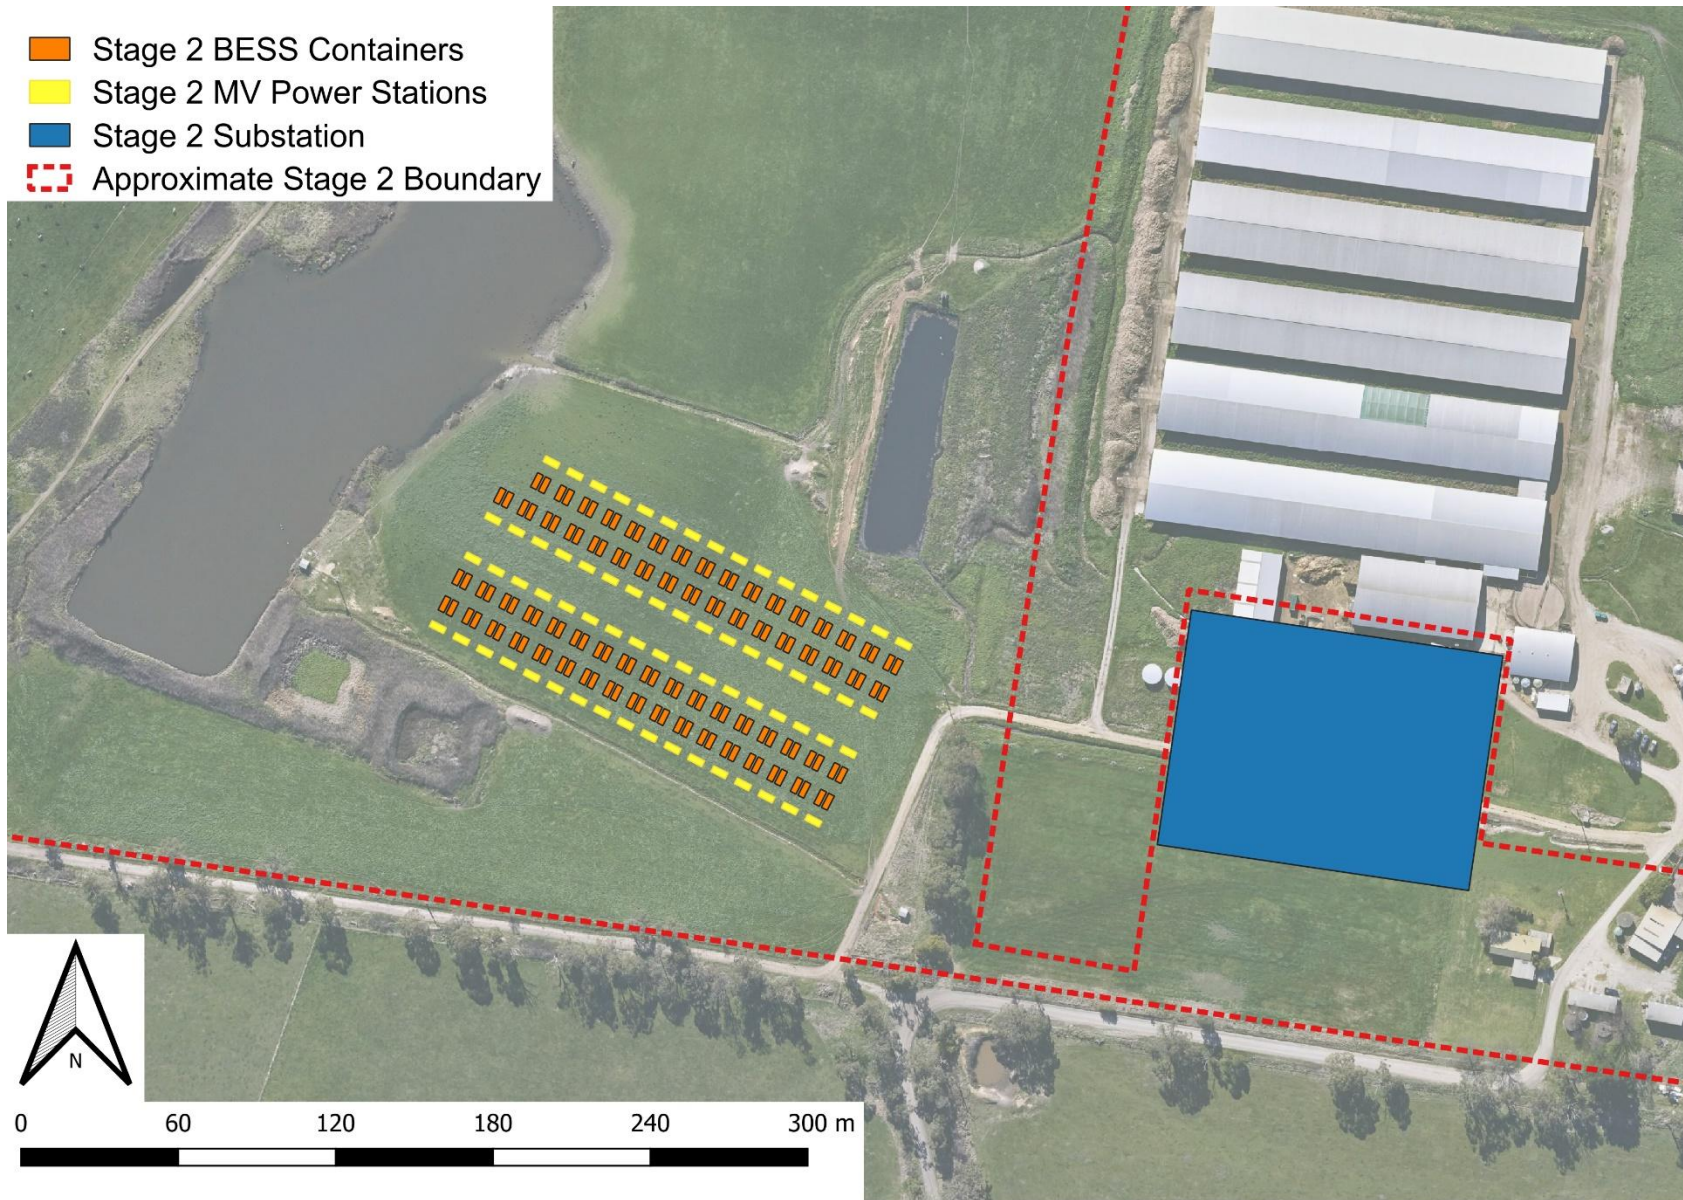 Stage 2 BESS Containers
Stage 2 MV Power Stations
Stage 2 Substation
Approximate Stage 2 Boundary
N
0 60 120 180 240 300 m